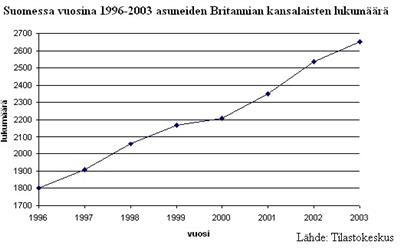 Suomessa vuosina 1996-2003 asuneiden Britannian kansalaisten lukumäärä
2700
2600
2500
2400
2300
2200
2100
2000
1900
1800
1700
lukumäärä
1996 1997 1998 1999 2000 2001 2002 2003
vuosi
Lähde: Tilastokeskus